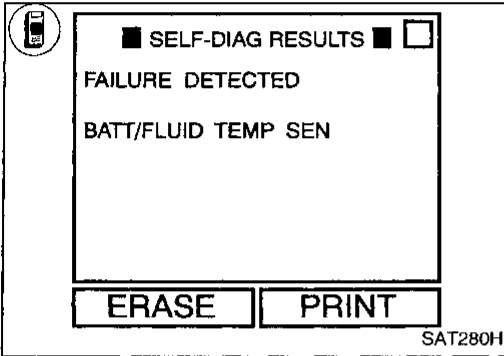 ■ SELF-DIAG RESULTS ■
FAILURE DETECTED
BATT/FLUID TEMP SEN
ERASE PRINT
SAT280H